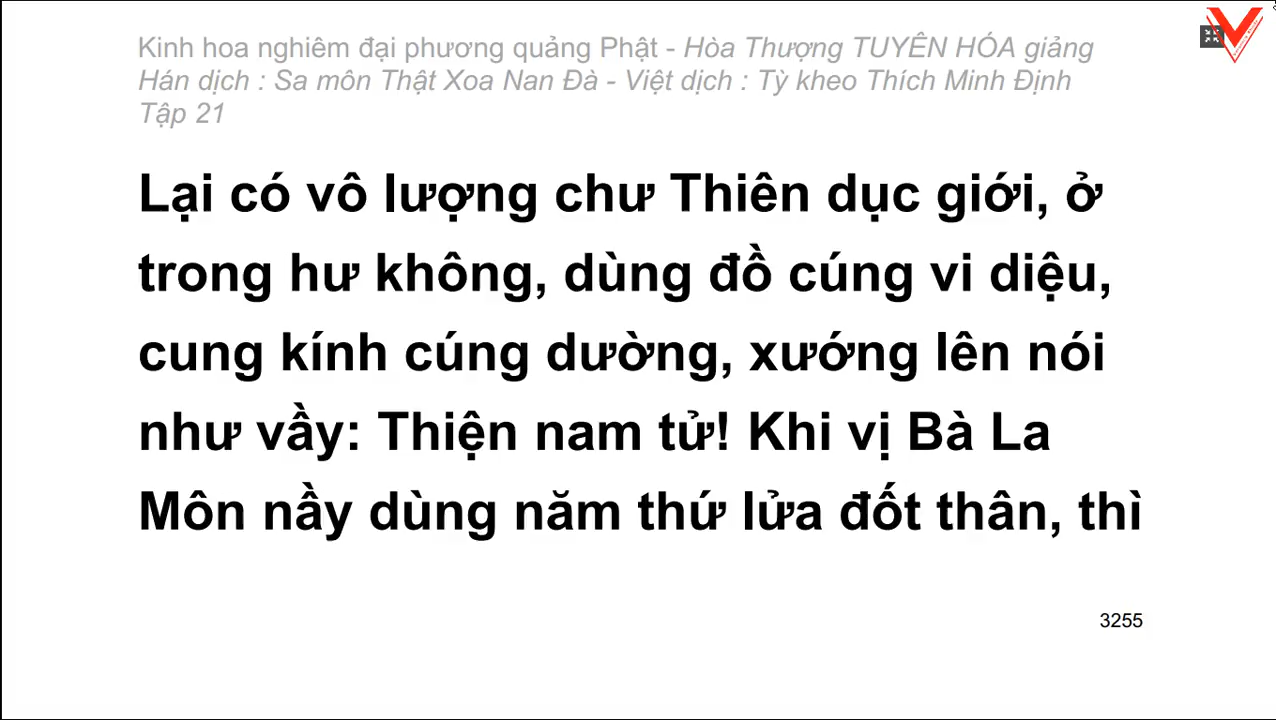 Kinh hoa nghiêm đại phương quảng Phật - Hòa Thượng TUYÊN HÓA giảng
Hán dịch : Sa môn Thật Xoa Nan Đà - Việt dịch : Tỳ kheo Thích Minh Định
Tập 21
Lại có vô lượng chư Thiên dục giới, ở
trong hư không, dùng đồ cúng vi diệu,
cung kính cúng dường, xướng lên nói
như vầy: Thiện nam tử! Khi vị Bà La
Môn nầy dùng năm thứ lửa đốt thân, thì
3255